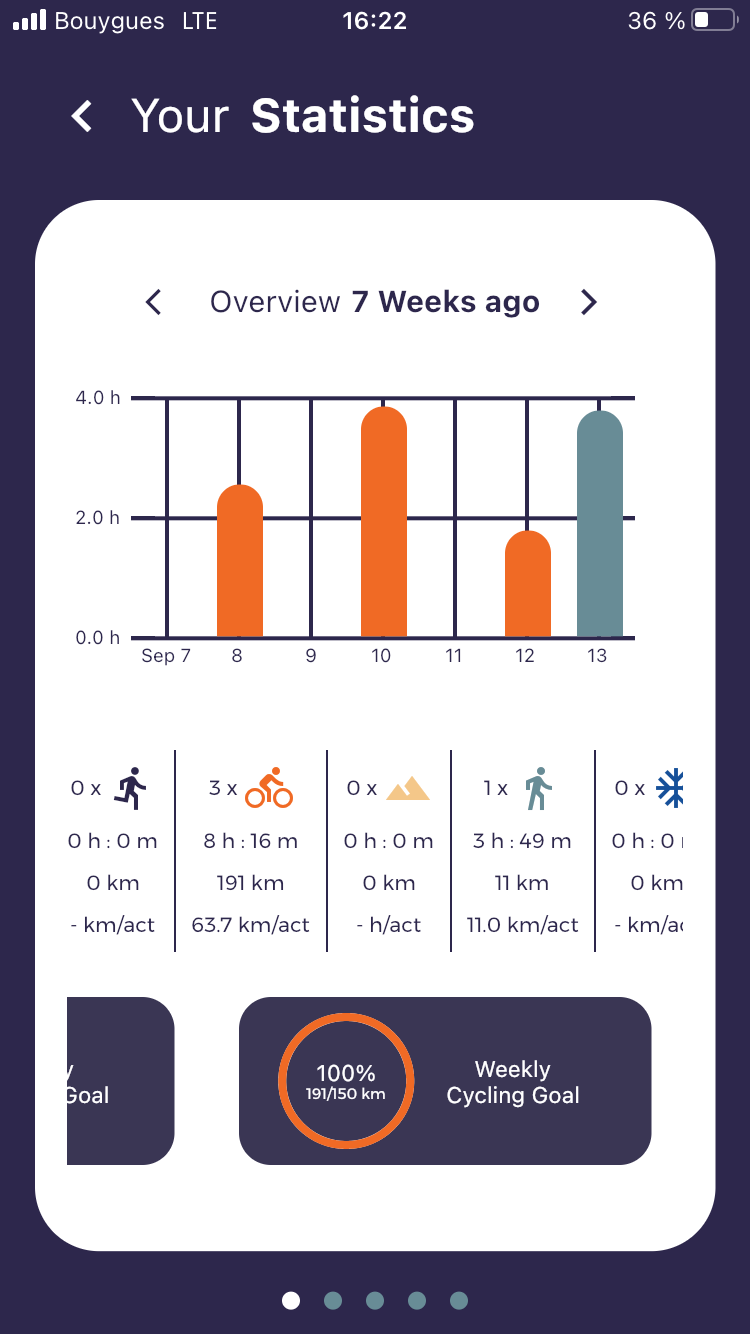 Bouygues LTE 16:22 36 %
Your Statistics
Overview 7 Weeks ago
4.0 h
2.0 h
0.0 h
Sep 7 8 9 10 11 12 13
0 x 3 x 0 x 1 x 0 x
0 h : 0 m 8 h : 16 m 0 h : 0 m 3 h : 49 m 0 h : 0
0 km 191 km 0 km 11 km 0 km
- km/act 63.7 km/act - h/act 11.0 km/act - km/a
100%
191/150 km
Goal
Weekly
Cycling Goal